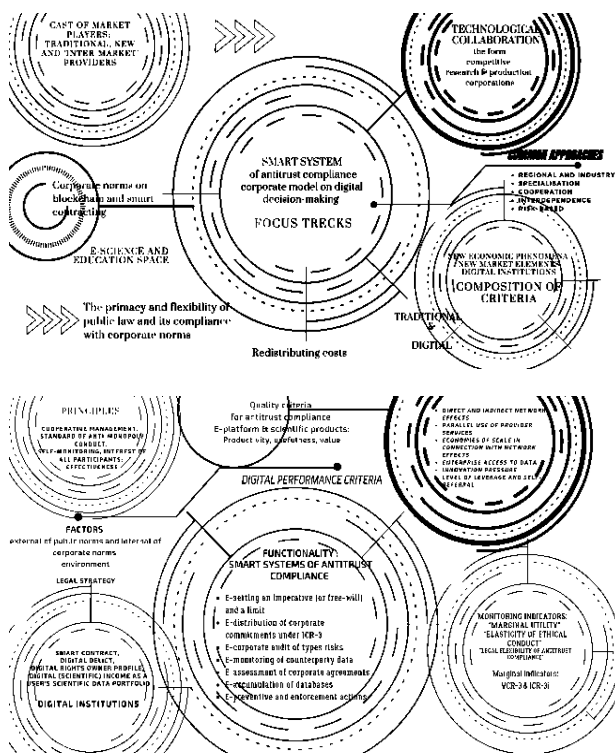 CAST OF MARKET
PLAYERS:
TRADITIONAL, NEW
AND 'INTER MARKET'
PROVIDERS
TECHNOLOGICAL
COLLABORATION
the form
competitive
research & production
corporations
SMART SYSTEM
of antitrust compliance
corporate model on digital
decision-making
FOCUS TRECKS
COMMON APPROACHES
• REGIONAL AND INDUSTRY
• SPECIALISATION
• COOPERATION
• INTERDEPENDENCE
• RISK-BASED
Corporate norms on
blockchain and smart
contracting
E-SCIENCE AND
EDUCATION SPACE
NEW ECONOMIC PHENOMENA
/NEW MARKET ELEMENTS/
DIGITAL INSTITUTIONS
COMPOSITION OF
CRITERIA
The primacy and flexibility of
public law and its compliance
with corporate norms
TRADITIONAL
&
DIGITAL
Redistributing costs
PRINCIPLES
COOPERATIVE MANAGEMENT,
STANDARD OF ANTI-MONOPOLY
CONDUCT,
SELF-MONITORING, INTEREST OF
ALL PARTICIPANTS;
EFFECTIVENESS
Quality criteria
for antitrust compliance
E-platform & scientific products:
Productivity, usefulness, value
• DIRECT AND INDIRECT NETWORK
EFFECTS
• PARALLEL USE OF PROVIDER
SERVICES
• ECONOMIES OF SCALE IN
CONNECTION WITH NETWORK
EFFECTS
• ENTERPRISE ACCESS TO DATA
• INNOVATION PRESSURE
• LEVEL OF LEVERAGE AND SELF-
REFERRAL
DIGITAL PERFORMANCE CRITERIA
FACTORS
external of public norms and internal of
corporate norms
environment
LEGAL STRATEGY
FUNCTIONALITY:
SMART SYSTEMS OF ANTITRUST
COMPLIANCE
• E-setting an imperative (or free-will)
and a limit
• E-distribution of corporate
commitments under ICR-3
• E-corporate audit of types risks
• E-monitoring of counterparty data
• E-assessment of corporate agreements
• E-accumulation of databases
• E-preventive and enforcement actions
SMART CONTRACT,
DIGITAL DELICT,
DIGITAL RIGHTS OWNER PROFILE,
DIGITAL (SCIENTIFIC) INCOME AS A
USER'S SCIENTIFIC DATA PORTFOLIO
DIGITAL INSTITUTIONS
MONITORING INDICATORS:
"MARGINAL UTILITY"
"ELASTICITY OF ETHICAL
CONDUCT"
"LEGAL FLEXIBILITY OF ANTITRUST
COMPLIANCE"
Marginal Indicators:
& ICR-3i